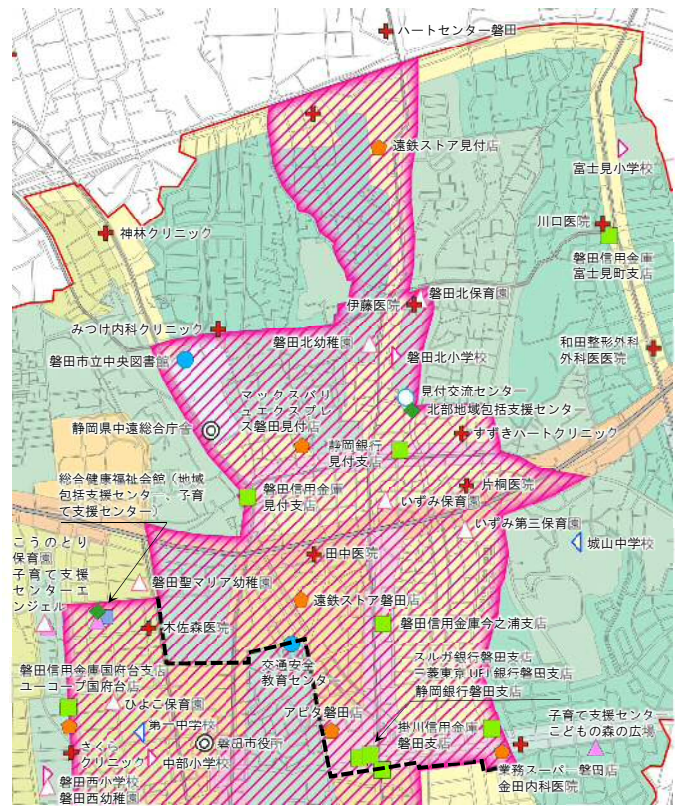 ハートセンター磐田
遠鉄ストア見付店
富士見小学校
神林クリニック
川口医院
磐田信用金庫
富士見町支店
伊藤医院
磐田北保育園
みつけ内科クリニック
磐田北幼稚園
磐田北小学校
和田整形外科
外科医医院
磐田市立中央図書館
マックスバリ
ュエクスプレ
ス磐田見付店
見付交流センター
北部地域包括支援センター
静岡県中遠総合庁舎
静岡銀行
見付支店
すずきハートクリニック
総合健康福祉会館（地域
包括支援センター、子育
て支援センター）
磐田信用金庫
見付支店
片桐医院
いずみ保育園
いずみ第三保育園
城山中学校
こうのとり
保育園
子育て支援
センターエ
ンジェル
田中医院
磐田聖マリア幼稚園
遠鉄ストア磐田店
木佐森医院
磐田信用金庫今之浦支店
交通安全
教育センター
スルガ銀行磐田支店
三菱東京UFJ銀行磐田支店
静岡銀行磐田支店
磐田信用金庫国府台支店
ユーコープ国府台店
ひよこ保育園
アピタ磐田店
掛川信用金庫
磐田支店
子育て支援センタ
こどもの森の広場
第一中学校
磐田市役所
さくら
クリニック
中部小学校
業務スーパー磐田店
金田内科医院
磐田西小学校
磐田西幼稚園